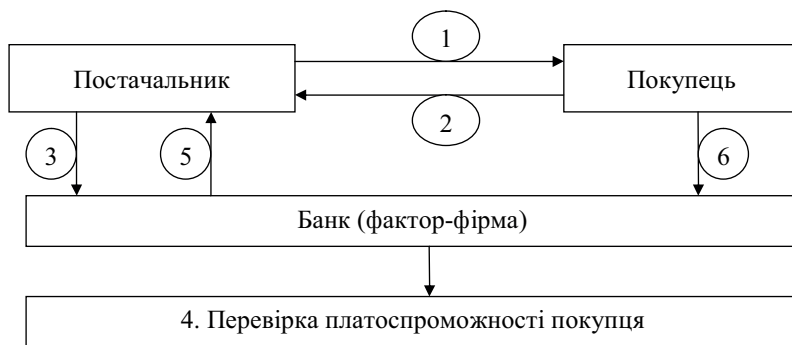 1
Постачальник
Покупець
2
3
5
6
Банк (фактор-фірма)
4. Перевірка платоспроможності покупця